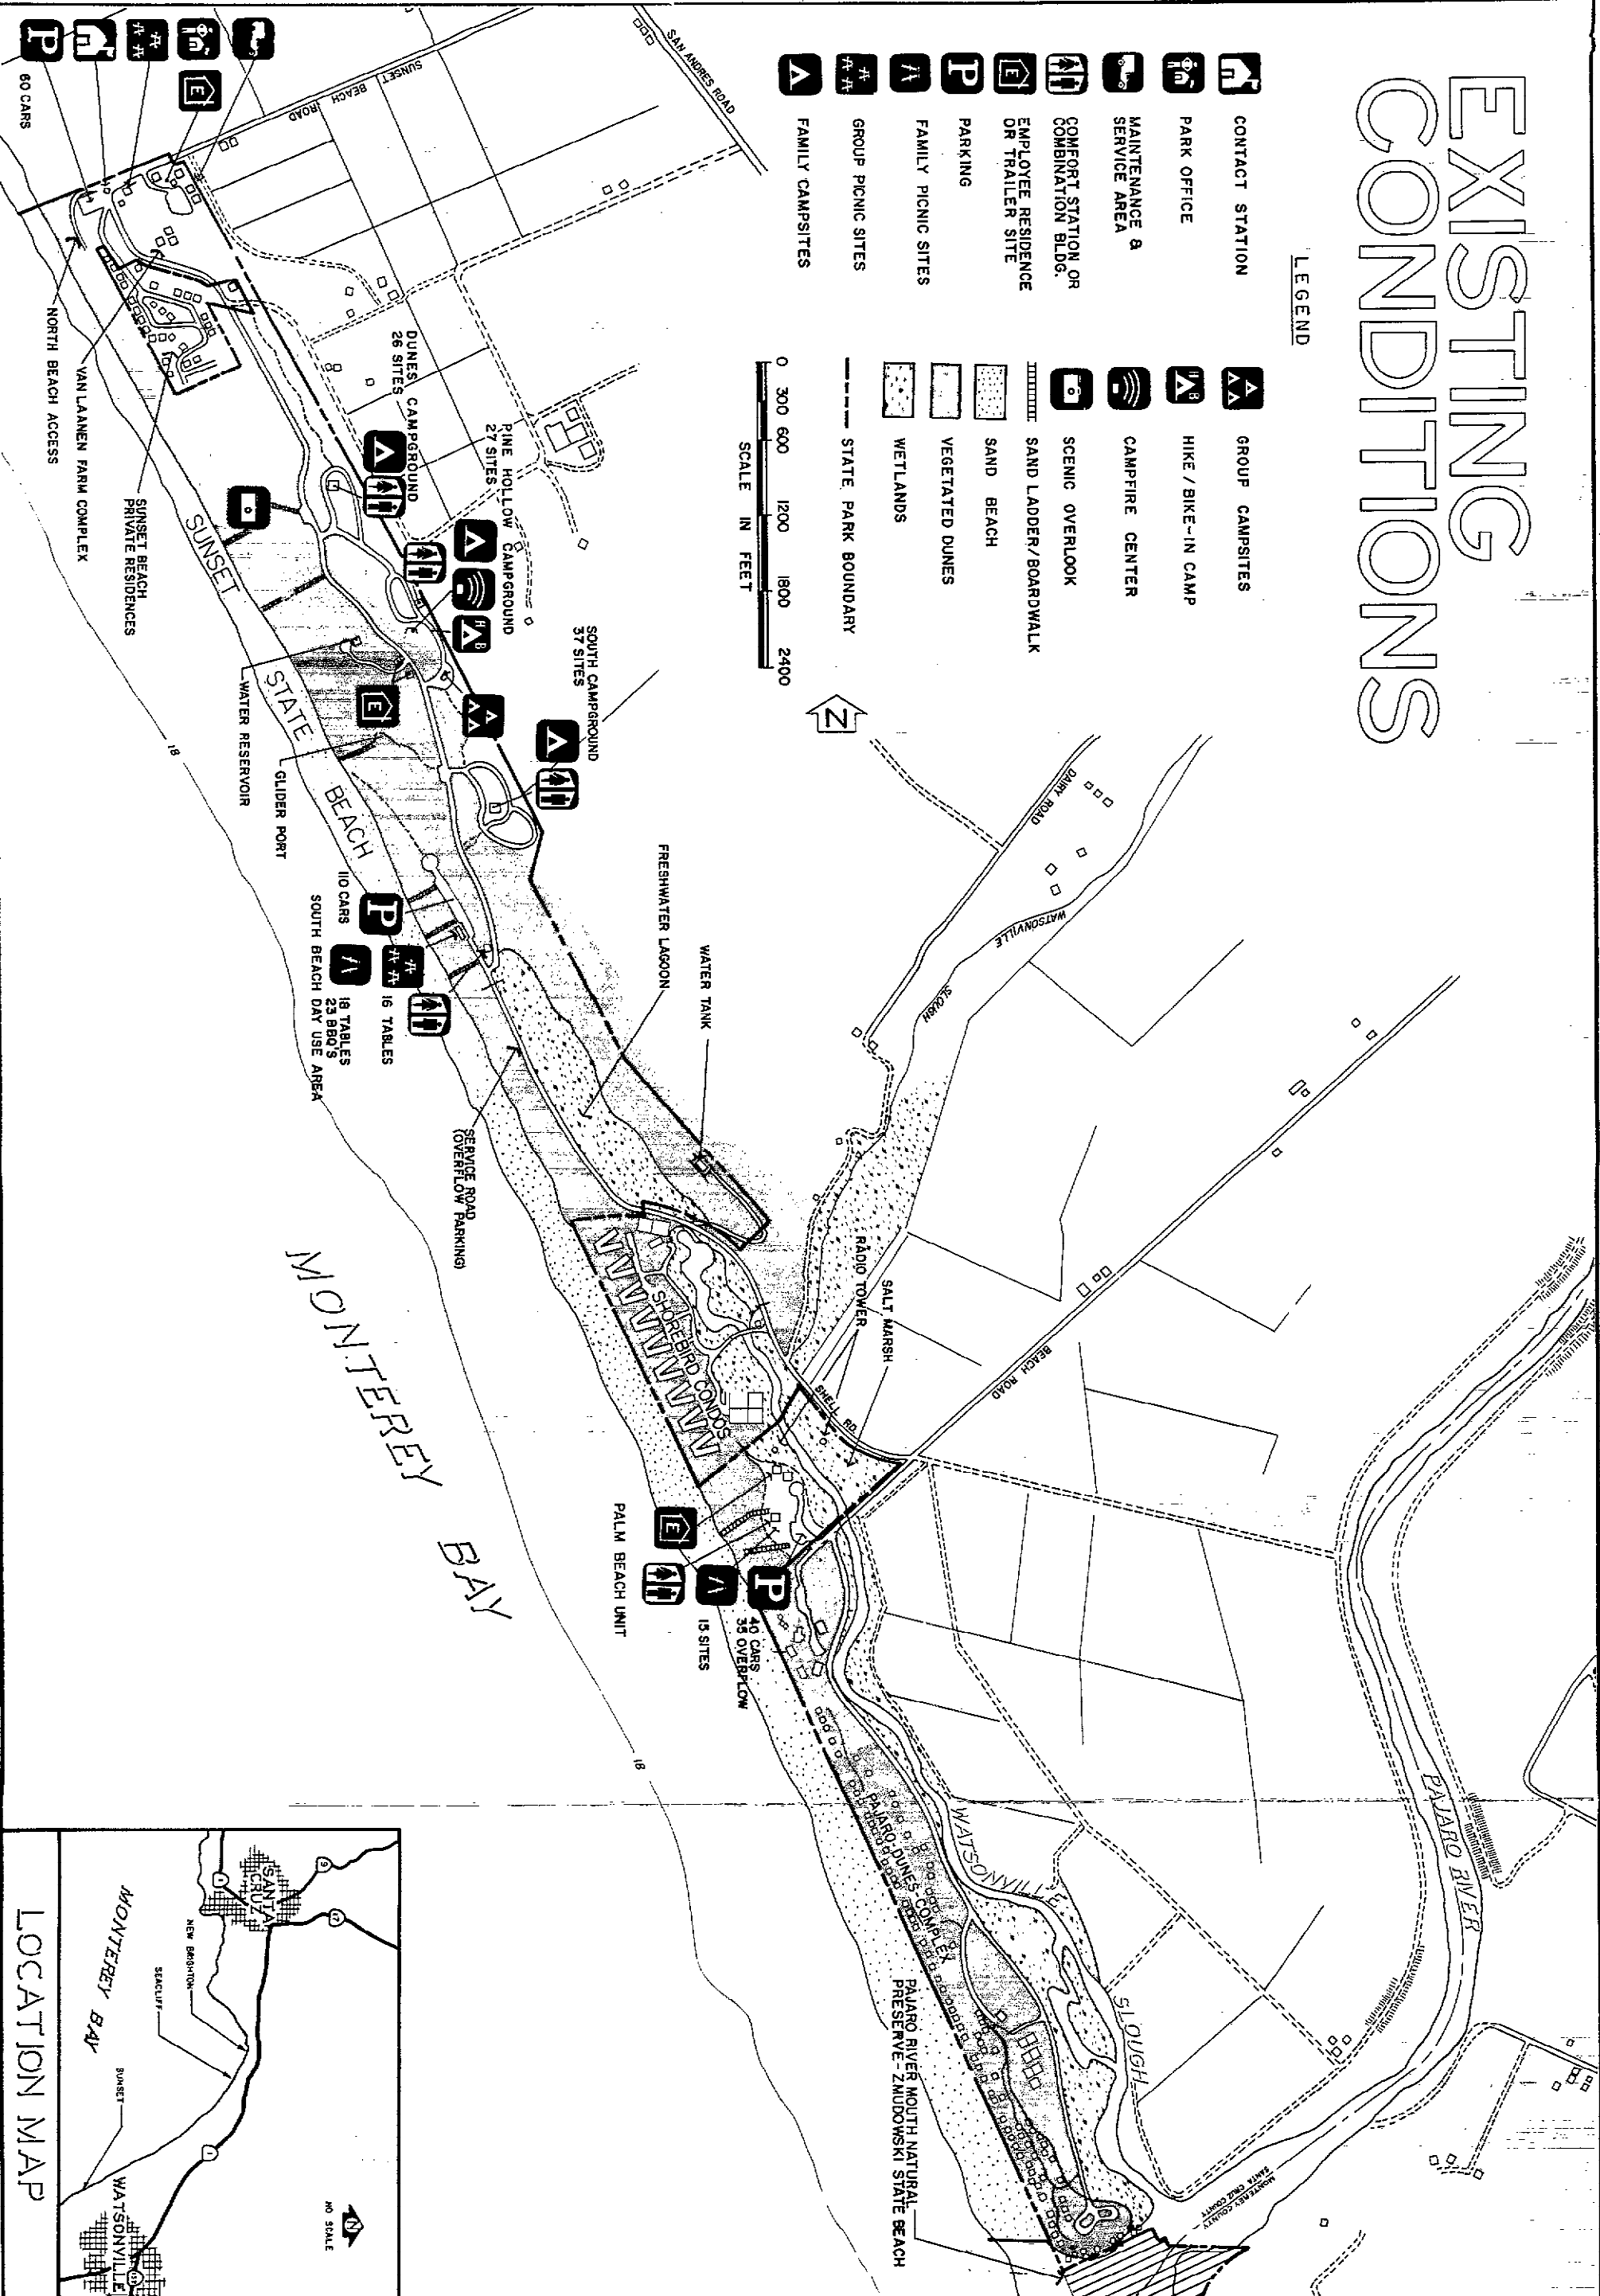 EXISTING
CONDITIONS
LEGEND
CONTACT STATION
PARK OFFICE
MAINTENANCE &
SERVICE AREA
COMFORT STATION OR
COMBINATION BLDG.
EMPLOYEE RESIDENCE
OR TRAILER SITE
PARKING
FAMILY PICNIC SITES
GROUP PICNIC SITES
FAMILY CAMPSITES
GROUP CAMPSITES
HIKE / BIKE-IN CAMP
CAMPFIRE CENTER
SCENIC OVERLOOK
SAND LADDER/BOARDWALK
SAND BEACH
VEGETATED DUNES
WETLANDS
STATE PARK BOUNDARY
0 300 600 1200 1800 2400
SCALE IN FEET
N
SAN ANDRES ROAD
SUNSET BEACH ROAD
E
P
60 CARS
NORTH BEACH ACCESS
VAN LAANEN FARM COMPLEX
SUNSET BEACH
PRIVATE RESIDENCES
DUNES CAMPGROUND
26 SITES
PINE HOLLOW CAMPGROUND
27 SITES
H B
SOUTH CAMPGROUND
37 SITES
E
SUNSET STATE BEACH
WATER RESERVOIR
GLIDER PORT
18
P
110 CARS
16 TABLES
18 TABLES
23 BBQ'S
SOUTH BEACH DAY USE AREA
FRESHWATER LAGOON
WATER TANK
SERVICE ROAD
(OVERFLOW PARKING)
DAIRY ROAD
WATSONVILLE SLOUGH
RADIO TOWER
SALT MARSH
SHELL RD.
BEACH ROAD
SHOREBIRD CONDOS
MONTEREY BAY
E
P
40 CARS
35 OVERFLOW
15 SITES
PALM BEACH UNIT
18
PAJARO DUNES COMPLEX
WATSONVILLE SLOUGH
PAJARO RIVER
PAJARO RIVER MOUTH NATURAL
PRESERVE-ZMUDOWSKI STATE BEACH
MONTEREY COUNTY
SANTA CRUZ COUNTY
SANTA
CRUZ
9
17
1
NEW BRIGHTON
SEACLIFF
SUNSET
MONTEREY BAY
1
WATSONVILLE
N
NO SCALE
LOCATION MAP